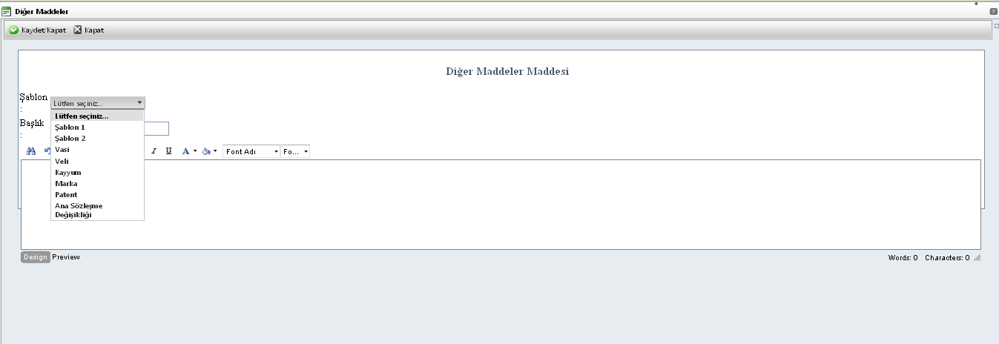 Diğer Maddeler
Kaydet/Kapat Kapat
Diğer Maddeler Maddesi
Şablon
:
Lütfen seçiniz...
Lütfen seçiniz...
Şablon 1
Şablon 2
Vasi
Veli
Kayyum
Marka
Patent
Ana Sözleşme
Değişikliği
Başlık
:
I U A Font Adı Fo...
Design Preview
Words: 0 Characters: 0